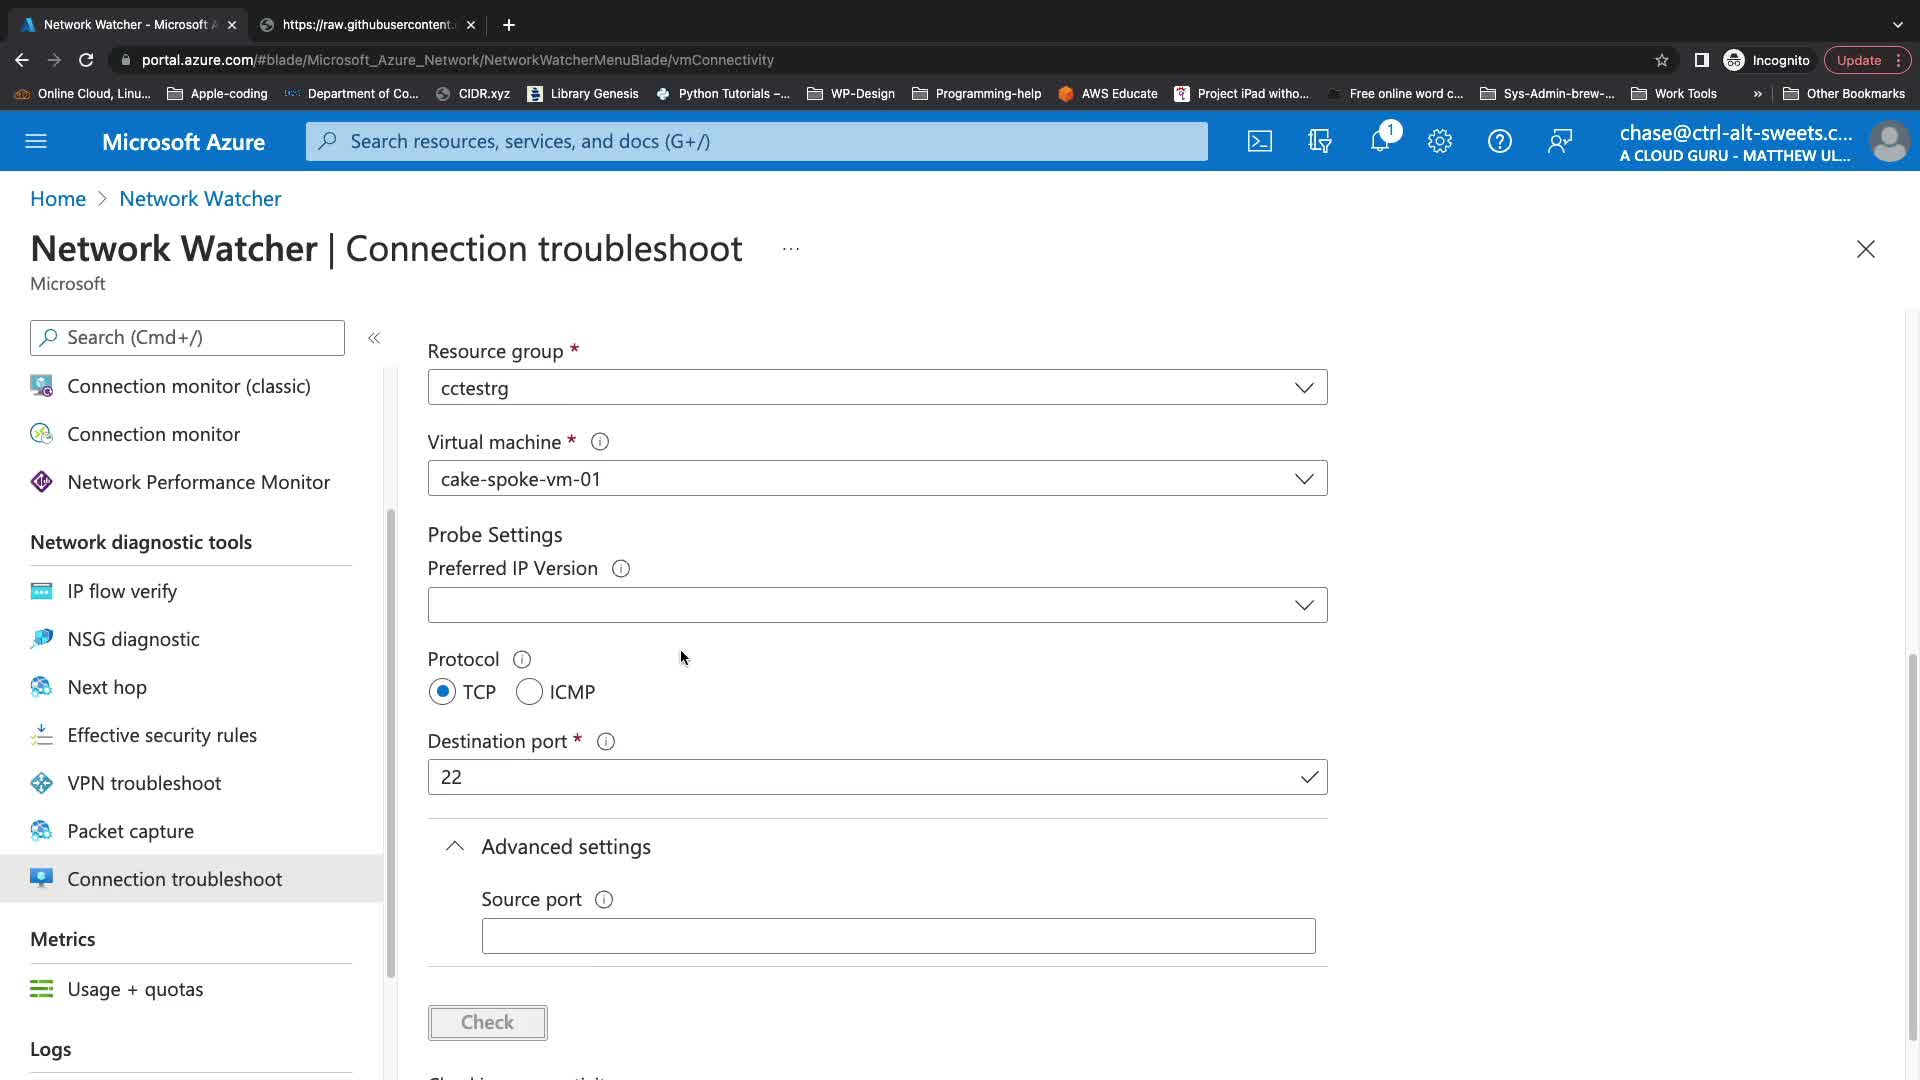 Network Watcher - Microsoft A
https://raw.githubusercontent.
portal.azure.com/#blade/Microsoft_Azure_Network/NetworkWatcherMenuBlade/vmConnectivity
Incognito
Update
Online Cloud, Linu...
Apple-coding
Department of Co...
CIDR.xyz
Library Genesis
Python Tutorials –...
WP-Design
Programming-help
AWS Educate
Project iPad witho...
Free online word c...
Sys-Admin-brew-...
Work Tools
»
Other Bookmarks
Microsoft Azure
Search resources, services, and docs (G+/)
1
chase@ctrl-alt-sweets.c...
A CLOUD GURU - MATTHEW UL...
Home > Network Watcher
Network Watcher | Connection troubleshoot ...
Microsoft
Search (Cmd+/)
«
Connection monitor (classic)
Connection monitor
Network Performance Monitor
Network diagnostic tools
IP flow verify
NSG diagnostic
Next hop
Effective security rules
VPN troubleshoot
Packet capture
Connection troubleshoot
Metrics
Usage + quotas
Logs
Resource group *
cctestrg
Virtual machine *
cake-spoke-vm-01
Probe Settings
Preferred IP Version
Protocol
TCP
ICMP
Destination port *
22
Advanced settings
Source port
Check